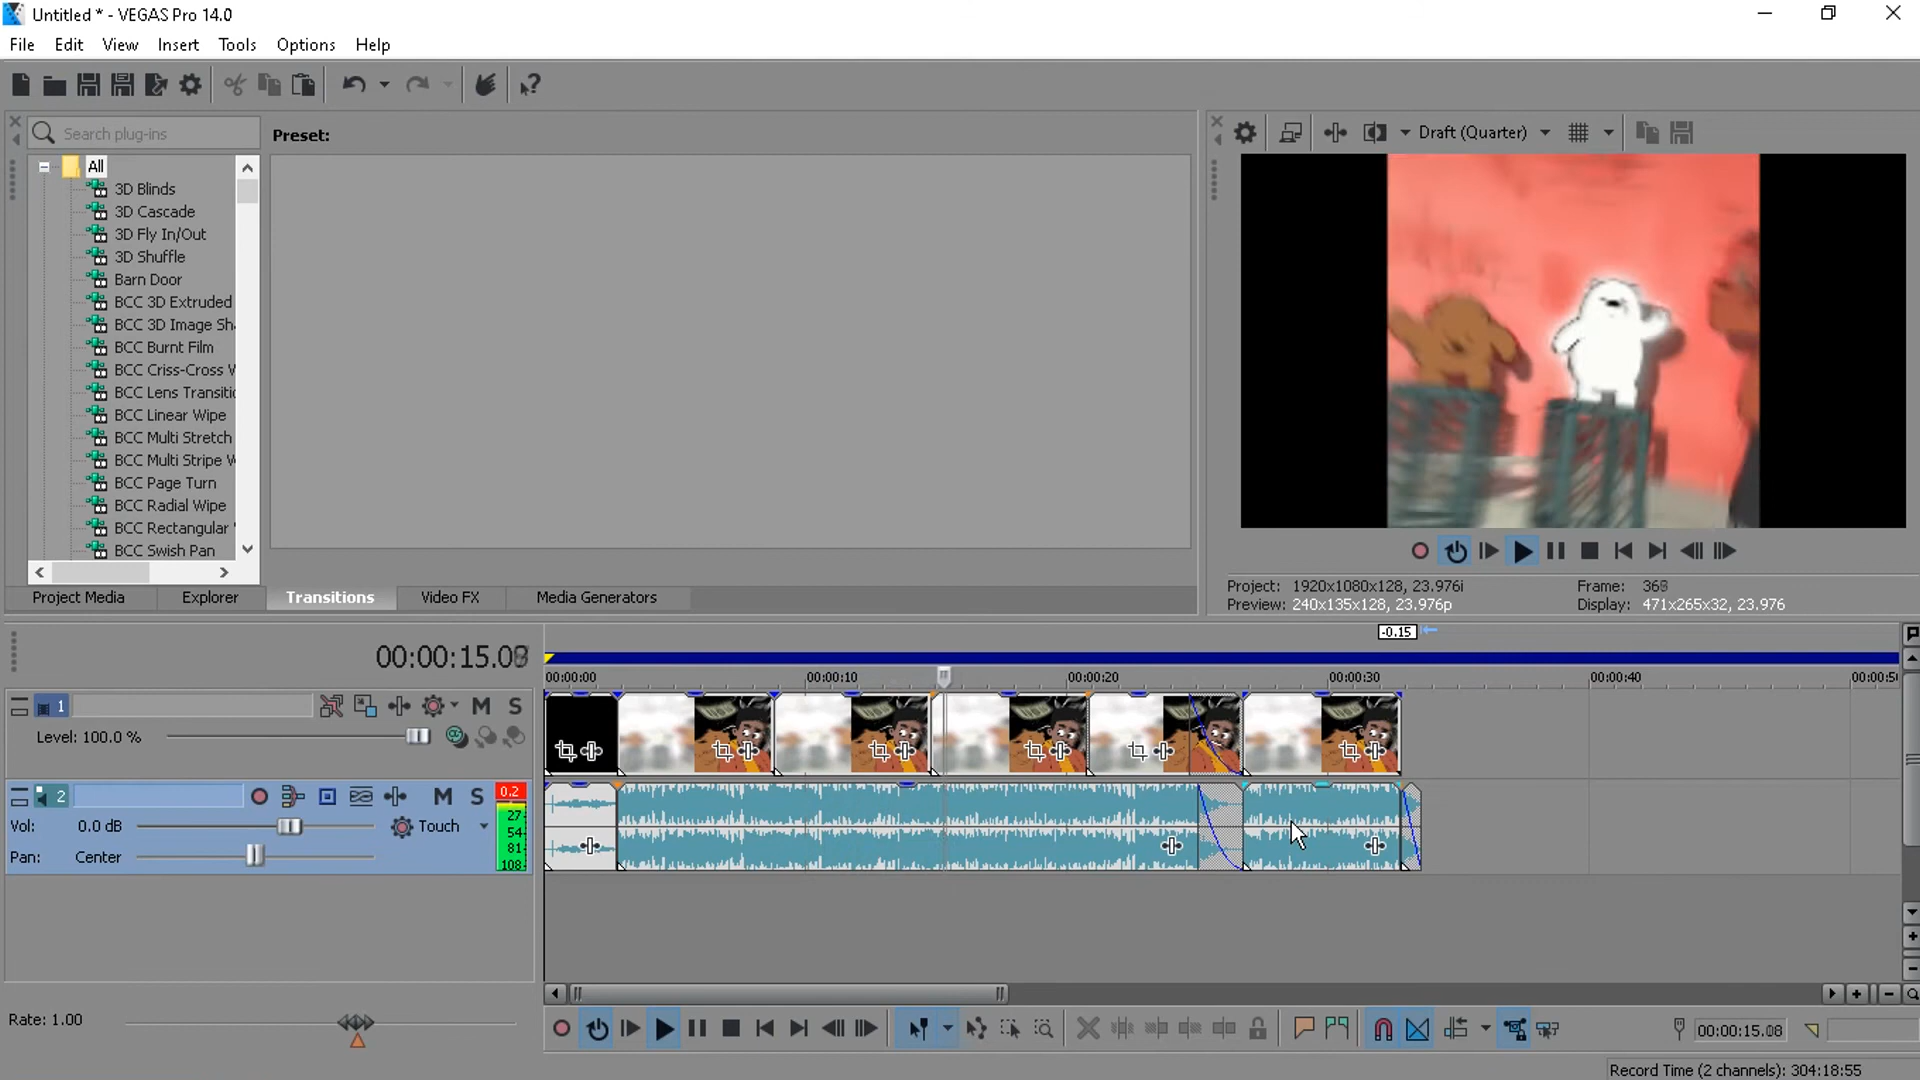 Untitled * - VEGAS Pro 14.0
File Edit View Insert Tools Options Help
Search plug-ins
Preset:
Draft (Quarter)
All
3D Blinds
3D Cascade
3D Fly In/Out
3D Shuffle
Barn Door
BCC 3D Extruded
BCC 3D Image Sh
BCC Burnt Film
BCC Criss-Cross
BCC Lens Transitio
BCC Linear Wipe
BCC Multi Stretch
BCC Multi Stripe W
BCC Page Turn
BCC Radial Wipe
BCC Rectangular
BCC Swish Pan
Project Media Explorer Transitions Video FX Media Generators
Project: 1920x1080x128, 23.976i Frame:
Preview: 240x135x128, 23.976p Display: 471x265x32, 23.976
-0.15
00:00:15.08
00:00:00 00:00:10 00:00:20 00:00:30 00:00:40
1 M S
Level: 100.0 %
2 M S 0.2
Vol: 0.0 dB Touch
Pan: Center
27
54
81
108
Rate: 1.00
00:00:15.08
Record Time (2 channels): 304:18:55